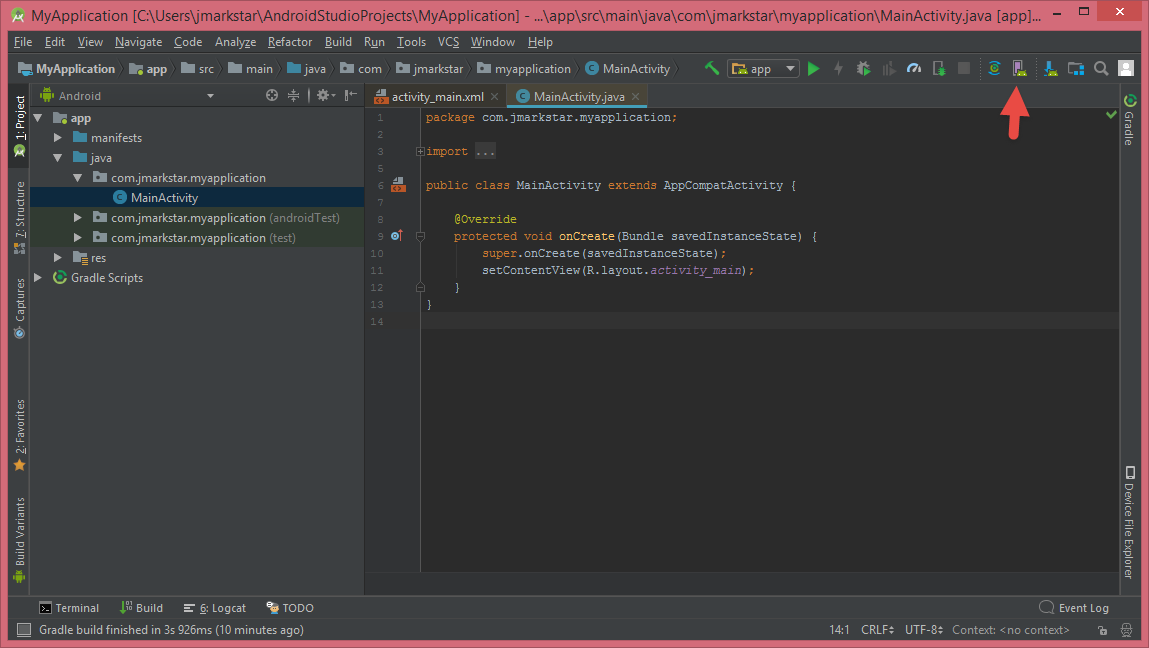 MyApplication [C:\Users\jmarkstar\AndroidStudioProjects\MyApplication] - ...\app\src\main\java\com\jmarkstar\myapplication\MainActivity.java [app]...
File Edit View Navigate Code Analyze Refactor Build Run Tools VCS Window Help
MyApplication app src main java com jmarkstar myapplication MainActivity app
1: Project
7: Structure
Captures
2: Favorites
Build Variants
Android
app
manifests
java
com.jmarkstar.myapplication
MainActivity
com.jmarkstar.myapplication (androidTest)
com.jmarkstar.myapplication (test)
res
Gradle Scripts
activity_main.xml MainActivity.java
1 package com.jmarkstar.myapplication;
2
3 import ...
5
6 public class MainActivity extends AppCompatActivity {
7
8 @Override
9 protected void onCreate(Bundle savedInstanceState) {
10 super.onCreate(savedInstanceState);
11 setContentView(R.layout.activity_main);
12 }
13 }
14
Gradle
Device File Explorer
Terminal Build 6: Logcat TODO Event Log
Gradle build finished in 3s 926ms (10 minutes ago) 14:1 CRLF UTF-8 Context: <no context>